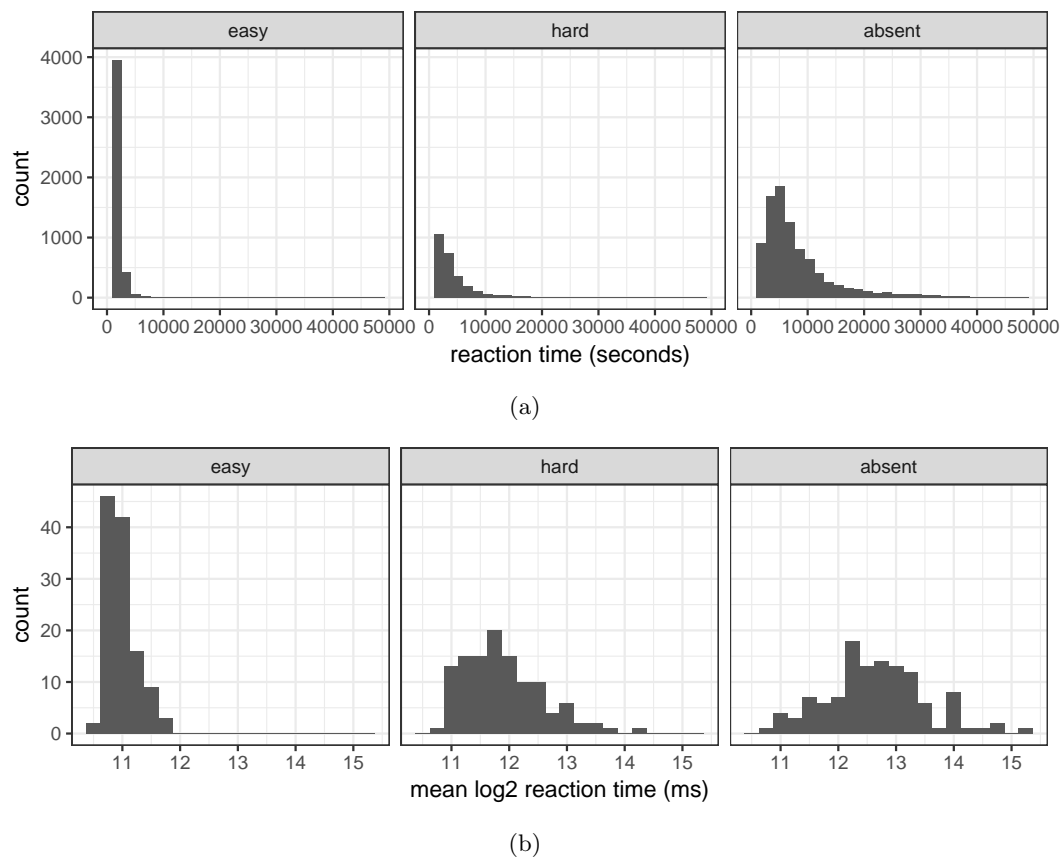 easy hard absent
4000
3000
2000
1000
0
count
0 10000 20000 30000 40000 50000 0 10000 20000 30000 40000 50000 0 10000 20000 30000 40000 50000
reaction time (seconds)
(a)
easy hard absent
40
30
20
10
0
count
11 12 13 14 15 11 12 13 14 15 11 12 13 14 15
mean log2 reaction time (ms)
(b)